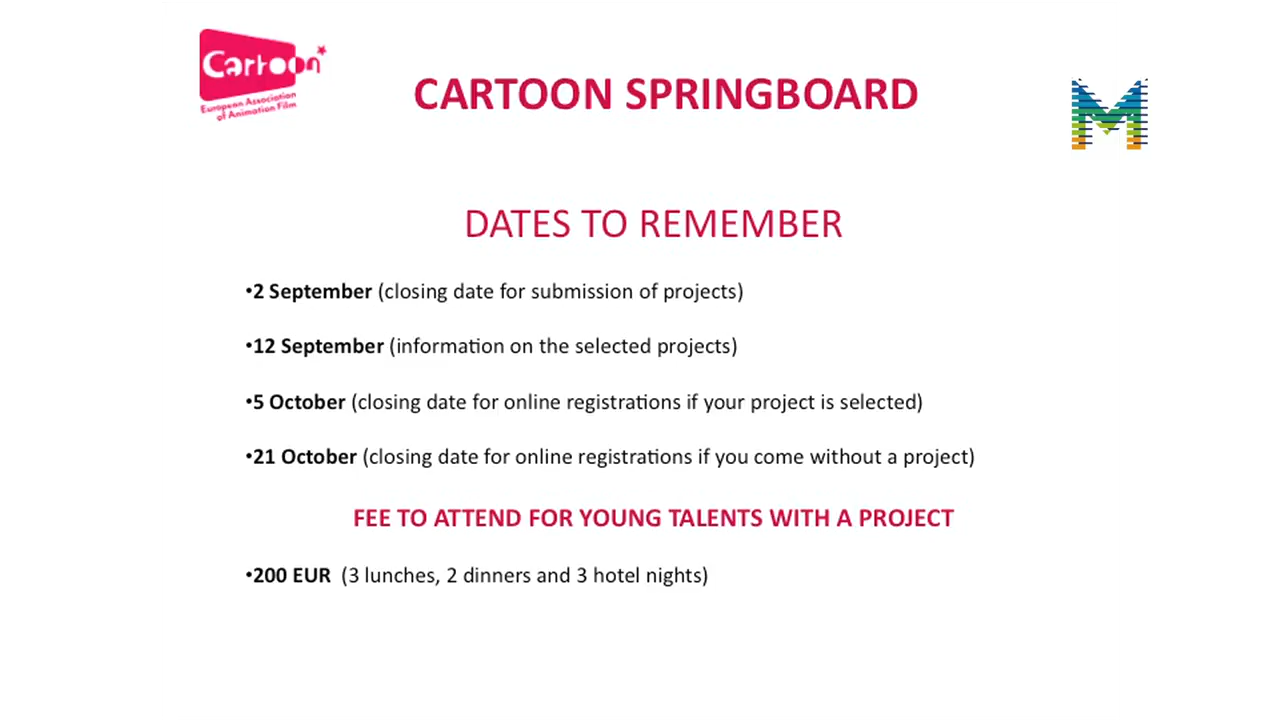 Cartoon
European Association
of Animation Film
CARTOON SPRINGBOARD
M
DATES TO REMEMBER
•2 September (closing date for submission of projects)
•12 September (information on the selected projects)
•5 October (closing date for online registrations if your project is selected)
•21 October (closing date for online registrations if you come without a project)
FEE TO ATTEND FOR YOUNG TALENTS WITH A PROJECT
•200 EUR (3 lunches, 2 dinners and 3 hotel nights)